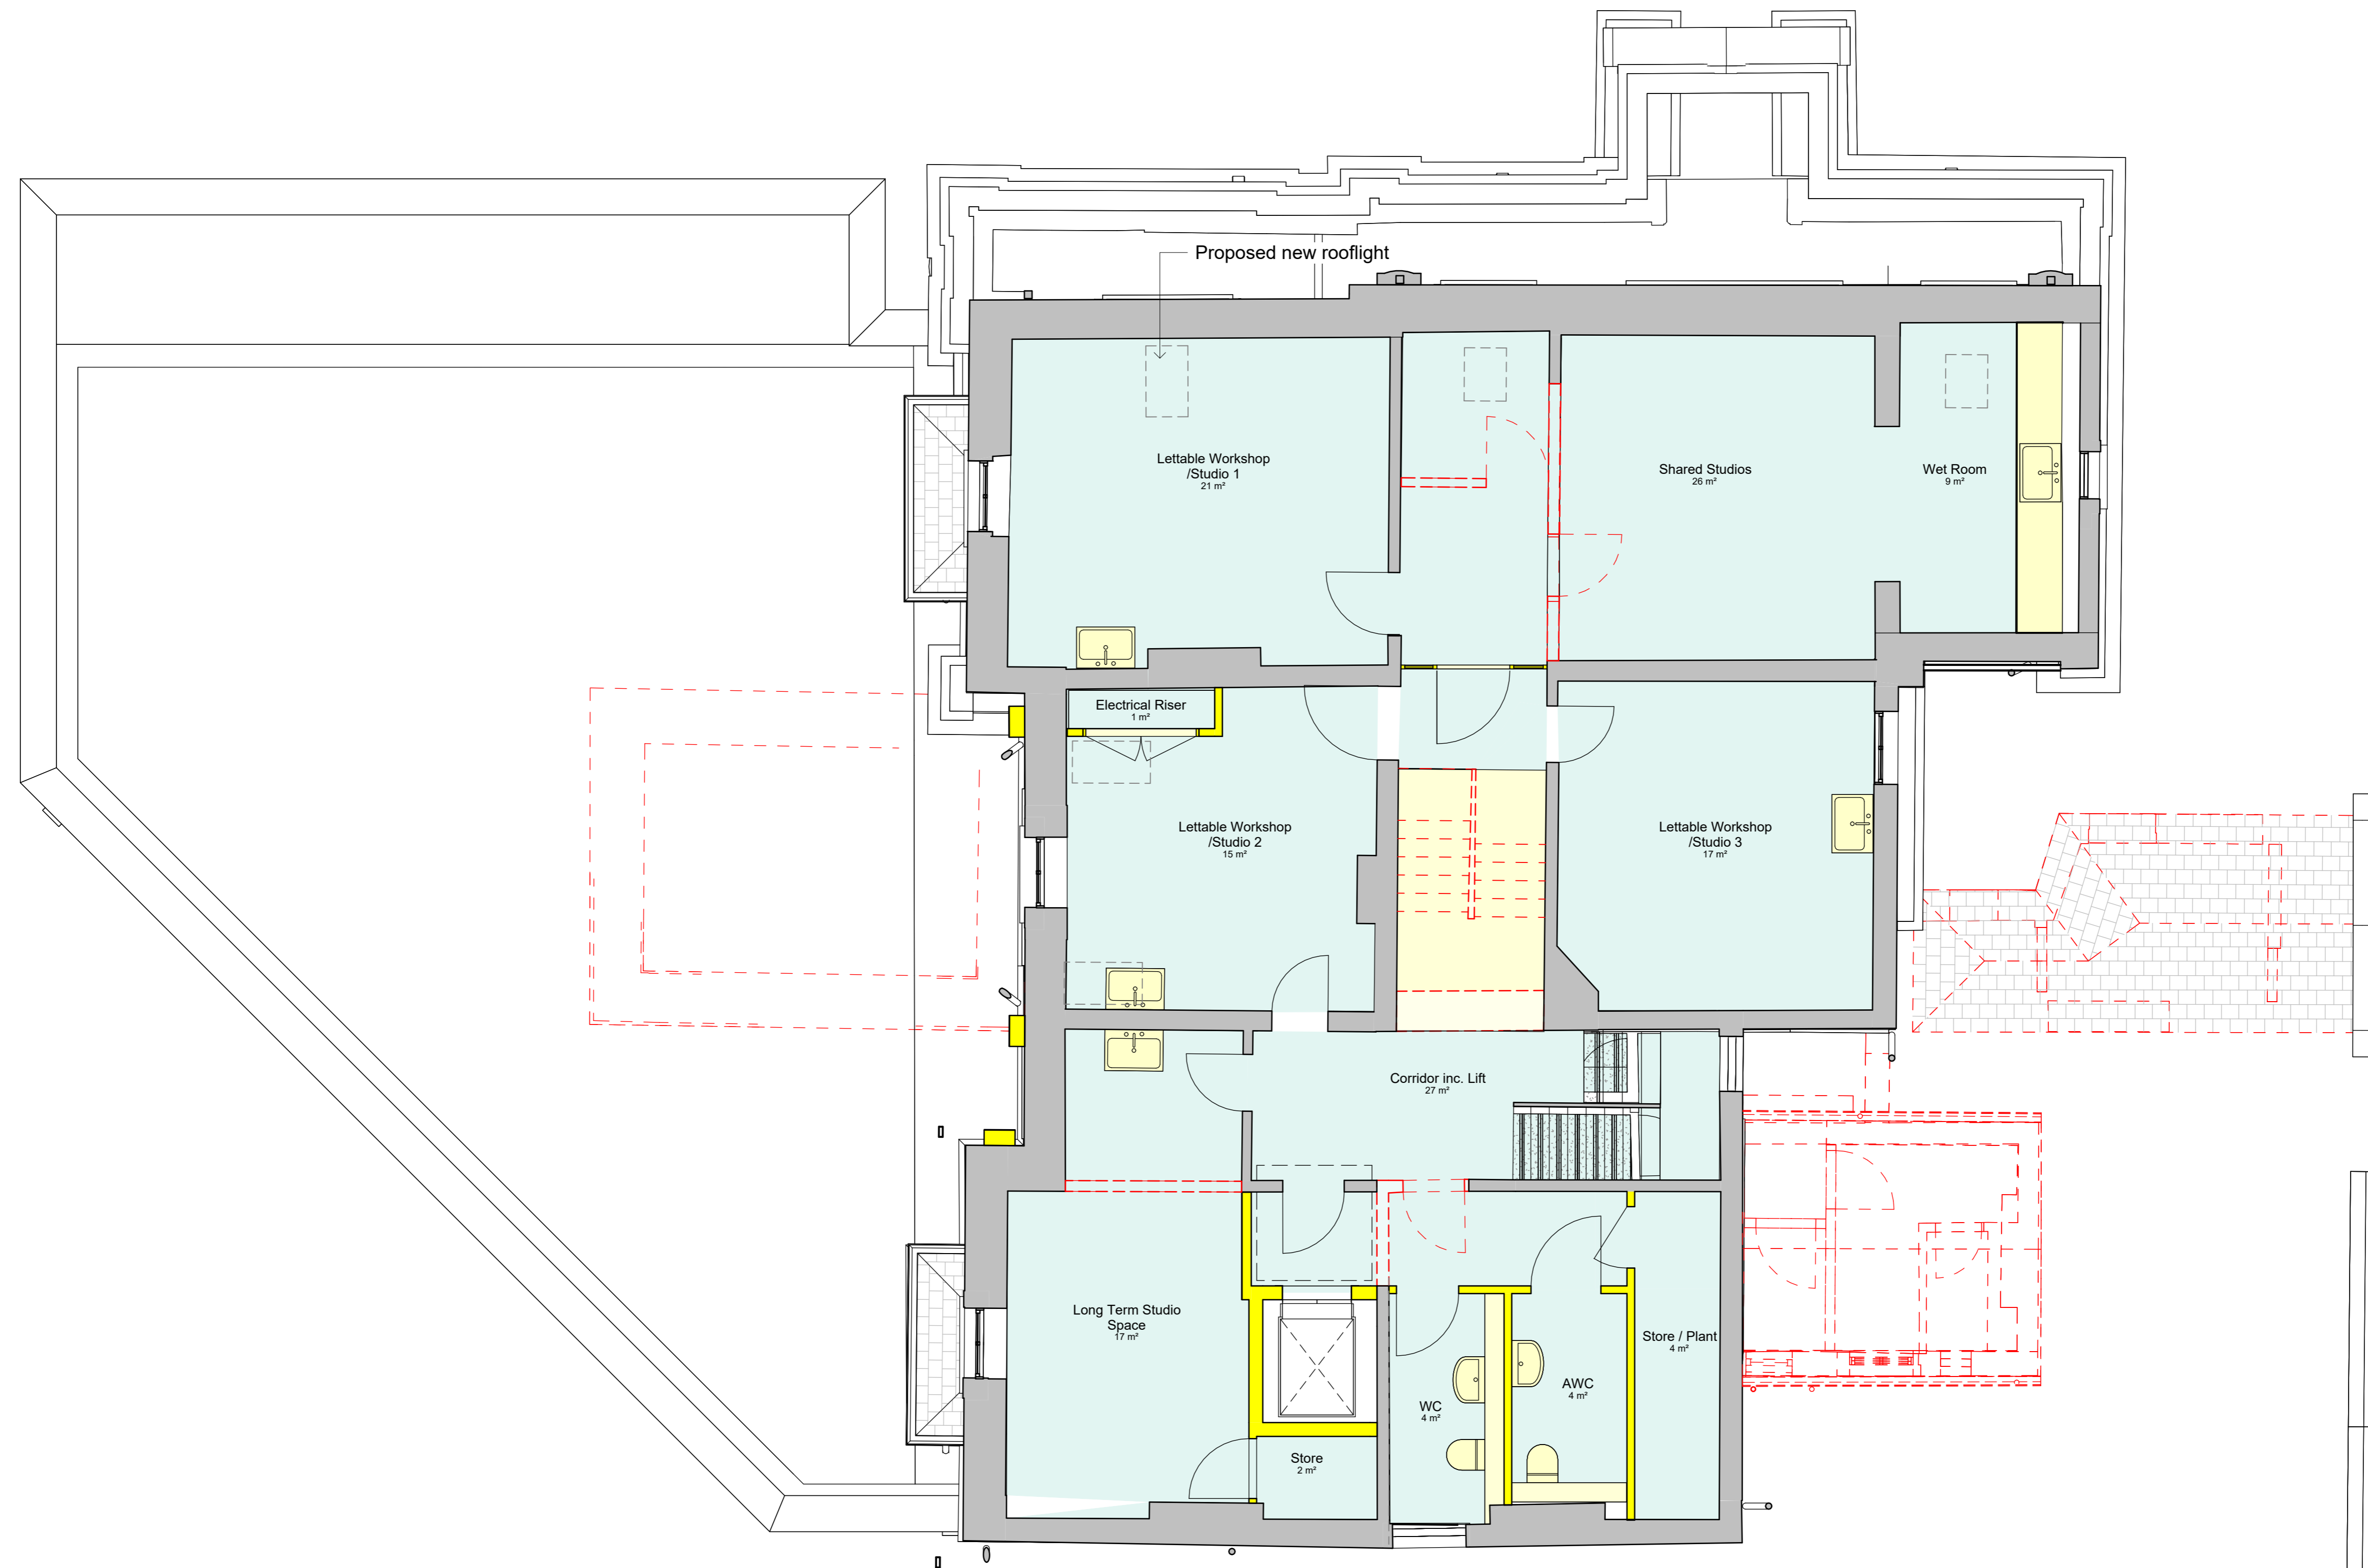 Proposed new rooflight
Lettable Workshop
/Studio 1
21 m²
Shared Studios
26 m²
Wet Room
9 m²
Electrical Riser
1 m²
Lettable Workshop
/Studio 2
15 m²
Lettable Workshop
/Studio 3
17 m²
Corridor inc. Lift
27 m²
Long Term Studio
Space
17 m²
Store / Plant
4 m²
AWC
4 m²
WC
4 m²
Store
2 m²